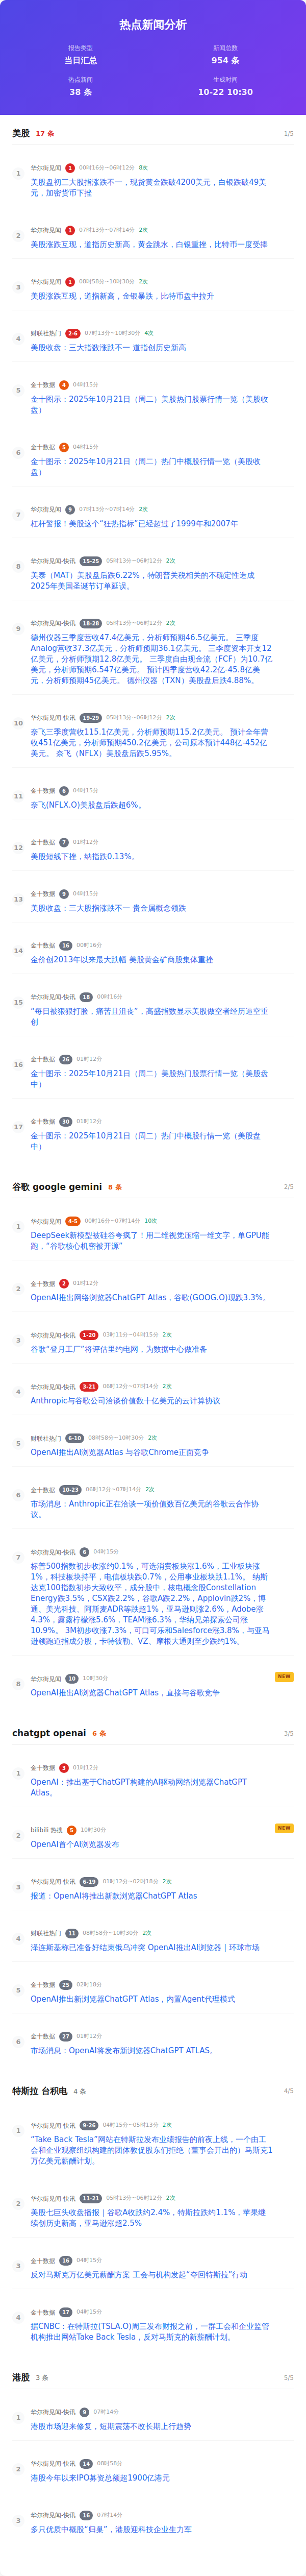 热点新闻分析
报告类型
当日汇总
新闻总数
954 条
热点新闻
38 条
生成时间
10-22 10:30
美股 17 条 1/5
1
华尔街见闻 1 00时16分~06时12分 8次
美股盘初三大股指涨跌不一，现货黄金跌破4200美元，白银跌破49美
元，加密货币下挫
2
华尔街见闻 1 07时13分~07时14分 2次
美股涨跌互现，道指历史新高，黄金跳水，白银重挫，比特币一度受捧
3
华尔街见闻 1 08时58分~10时30分 2次
美股涨跌互现，道指新高，金银暴跌，比特币盘中拉升
4
财联社热门 2-6 07时13分~10时30分 4次
美股收盘：三大指数涨跌不一 道指创历史新高
5
金十数据 4 04时15分
金十图示：2025年10月21日（周二）美股热门股票行情一览（美股收
盘）
6
金十数据 5 04时15分
金十图示：2025年10月21日（周二）热门中概股行情一览（美股收
盘）
7
华尔街见闻 9 07时13分~07时14分 2次
杠杆警报！美股这个“狂热指标”已经超过了1999年和2007年
8
华尔街见闻-快讯 15-25 05时13分~06时12分 2次
美泰（MAT）美股盘后跌6.22%，特朗普关税相关的不确定性造成
2025年美国圣诞节订单延误。
9
华尔街见闻-快讯 18-28 05时13分~06时12分 2次
德州仪器三季度营收47.4亿美元，分析师预期46.5亿美元。 三季度
Analog营收37.3亿美元，分析师预期36.1亿美元。 三季度资本开支12
亿美元，分析师预期12.8亿美元。 三季度自由现金流（FCF）为10.7亿
美元，分析师预期6.547亿美元。 预计四季度营收42.2亿-45.8亿美
元，分析师预期45亿美元。 德州仪器（TXN）美股盘后跌4.88%。
10
华尔街见闻-快讯 19-29 05时13分~06时12分 2次
奈飞三季度营收115.1亿美元，分析师预期115.2亿美元。 预计全年营
收451亿美元，分析师预期450.2亿美元，公司原本预计448亿-452亿
美元。 奈飞（NFLX）美股盘后跌5.95%。
11
金十数据 6 04时15分
奈飞(NFLX.O)美股盘后跌超6%。
12
金十数据 7 01时12分
美股短线下挫，纳指跌0.13%。
13
金十数据 9 04时15分
美股收盘：三大股指涨跌不一 贵金属概念领跌
14
金十数据 16 00时16分
金价创2013年以来最大跌幅 美股黄金矿商股集体重挫
15
华尔街见闻-快讯 18 00时16分
“每日被狠狠打脸，痛苦且沮丧”，高盛指数显示美股做空者经历逼空重
创
16
金十数据 26 01时12分
金十图示：2025年10月21日（周二）美股热门股票行情一览（美股盘
中）
17
金十数据 30 01时12分
金十图示：2025年10月21日（周二）热门中概股行情一览（美股盘
中）
谷歌 google gemini 8 条 2/5
1
华尔街见闻 4-5 00时16分~07时14分 10次
DeepSeek新模型被硅谷夸疯了！用二维视觉压缩一维文字，单GPU能
跑，“谷歌核心机密被开源”
2
金十数据 2 01时12分
OpenAI推出网络浏览器ChatGPT Atlas，谷歌(GOOG.O)现跌3.3%。
3
华尔街见闻-快讯 1-20 03时11分~04时15分 2次
谷歌“登月工厂”将评估里约电网，为数据中心做准备
4
华尔街见闻-快讯 3-21 06时12分~07时14分 2次
Anthropic与谷歌公司洽谈价值数十亿美元的云计算协议
5
财联社热门 6-10 08时58分~10时30分 2次
OpenAI推出AI浏览器Atlas 与谷歌Chrome正面竞争
6
金十数据 10-23 06时12分~07时14分 2次
市场消息：Anthropic正在洽谈一项价值数百亿美元的谷歌云合作协
议。
7
华尔街见闻-快讯 6 04时15分
标普500指数初步收涨约0.1%，可选消费板块涨1.6%，工业板块涨
1%，科技板块持平，电信板块跌0.7%，公用事业板块跌1.1%。 纳斯
达克100指数初步大致收平，成分股中，核电概念股Constellation
Energy跌3.5%，CSX跌2.2%，谷歌A跌2.2%，Applovin跌2%，博
通、美光科技、阿斯麦ADR等跌超1%，亚马逊则涨2.6%，Adobe涨
4.3%，露露柠檬涨5.6%，TEAM涨6.3%，华纳兄弟探索公司涨
10.9%。 3M初步收涨7.3%，可口可乐和Salesforce涨3.8%，与亚马
逊领跑道指成分股，卡特彼勒、VZ、摩根大通则至少跌约1%。
8
华尔街见闻 10 10时30分 NEW
OpenAI推出AI浏览器ChatGPT Atlas，直接与谷歌竞争
chatgpt openai 6 条 3/5
1
金十数据 3 01时12分
OpenAI：推出基于ChatGPT构建的AI驱动网络浏览器ChatGPT
Atlas。
2
bilibili 热搜 5 10时30分 NEW
OpenAI首个AI浏览器发布
3
华尔街见闻-快讯 6-19 01时12分~02时18分 2次
报道：OpenAI将推出新款浏览器ChatGPT Atlas
4
财联社热门 11 08时58分~10时30分 2次
泽连斯基称已准备好结束俄乌冲突 OpenAI推出AI浏览器 | 环球市场
5
金十数据 25 02时18分
OpenAI推出新浏览器ChatGPT Atlas，内置Agent代理模式
6
金十数据 27 01时12分
市场消息：OpenAI将发布新浏览器ChatGPT ATLAS。
特斯拉 台积电 4 条 4/5
1
华尔街见闻-快讯 9-26 04时15分~05时13分 2次
“Take Back Tesla”网站在特斯拉发布业绩报告的前夜上线，一个由工
会和企业观察组织构建的团体敦促股东们拒绝（董事会开出的）马斯克1
万亿美元薪酬计划。
2
华尔街见闻-快讯 11-21 05时13分~06时12分 2次
美股七巨头收盘播报｜谷歌A收跌约2.4%，特斯拉跌约1.1%，苹果继
续创历史新高，亚马逊涨超2.5%
3
金十数据 16 04时15分
反对马斯克万亿美元薪酬方案 工会与机构发起“夺回特斯拉”行动
4
金十数据 17 04时15分
据CNBC：在特斯拉(TSLA.O)周三发布财报之前，一群工会和企业监管
机构推出网站Take Back Tesla，反对马斯克的新薪酬计划。
港股 3 条 5/5
1
华尔街见闻-快讯 9 07时14分
港股市场迎来修复，短期震荡不改长期上行趋势
2
华尔街见闻-快讯 14 08时58分
港股今年以来IPO募资总额超1900亿港元
3
华尔街见闻-快讯 16 07时14分
多只优质中概股“归巢”，港股迎科技企业生力军